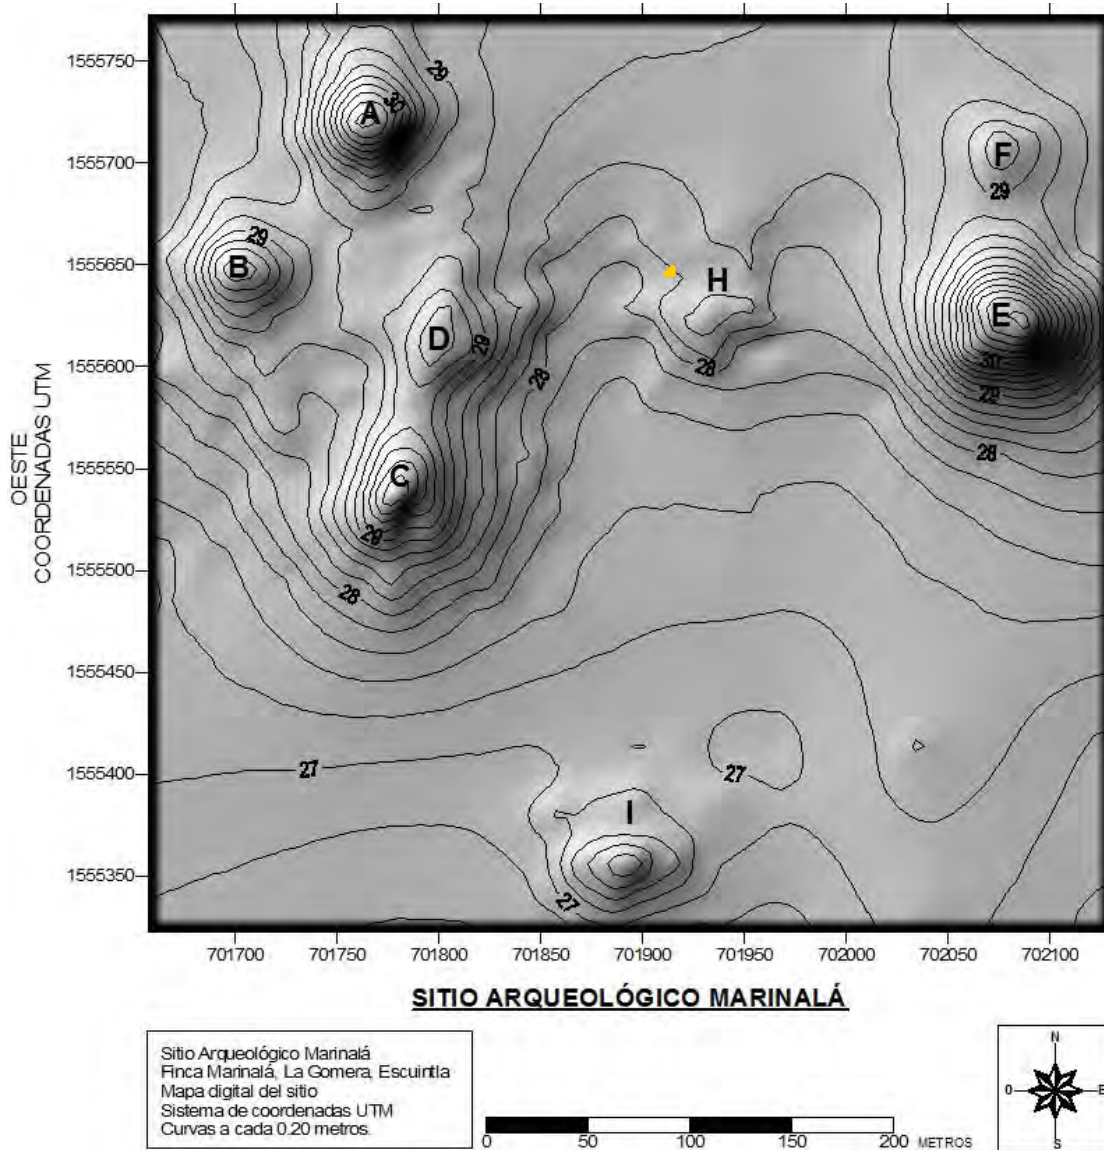 1555750
1555700
1555650
1555600
1555550
1555500
1555450
1555400
1555350
OESTE
COORDENADAS UTM
29
30
A
F
29
29
B
H
E
D
29
30
28
28
29
C
28
29
28
27
27
I
27
701700 701750 701800 701850 701900 701950 702000 702050 702100
SITIO ARQUEOLÓGICO MARINALÁ
Sitio Arqueológico Marinalá
Finca Marinalá, La Gomera, Escuintla
Mapa digital del sitio
Sistema de coordenadas UTM
Curvas a cada 0.20 metros.
0 50 100 150 200 METROS
N
O E
S